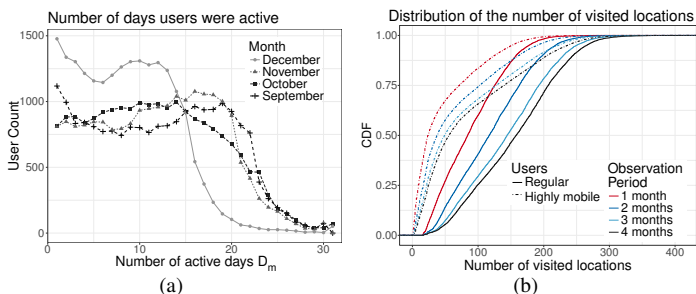 Number of days users were active
1500
1000
500
0
User Count
Month
December
November
October
September
0
10
20
30
Number of active days D_m
(a)
Distribution of the number of visited locations
1.00
0.75
0.50
0.25
0.00
CDF
Users
Regular
Highly mobile
Observation
Period
1 month
2 months
3 months
4 months
0
100
200
300
400
Number of visited locations
(b)